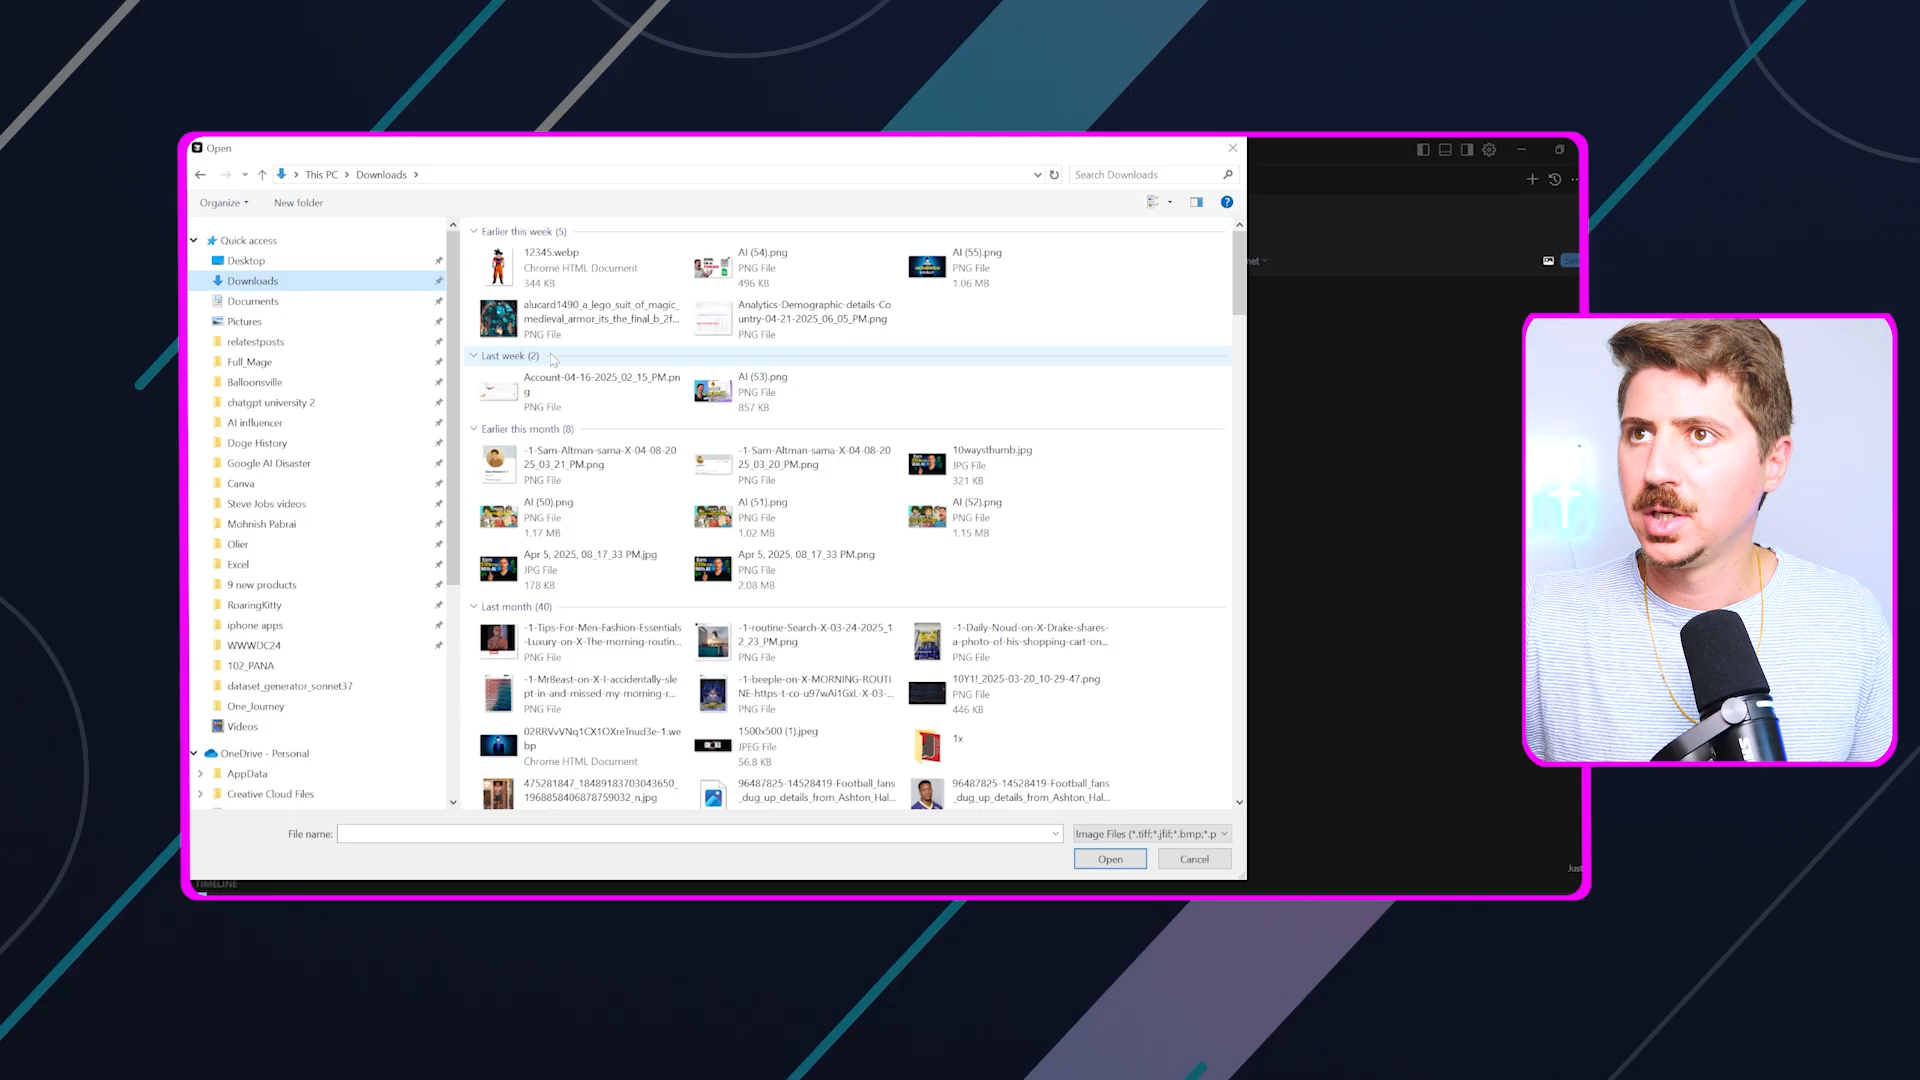 Open
This PC
Downloads
Search Downloads
Organize
New folder
Quick access
Desktop
Downloads
Documents
Pictures
relatestposts
Full_Mage
Balloonsville
chatgpt university 2
AI influencer
Doge History
Google AI Disaster
Canva
Steve Jobs videos
Mohnish Pabrai
Olier
Excel
9 new products
RoaringKitty
iphone apps
WWWDC24
102_PANA
dataset_generator_sonnet37
One_Journey
Videos
OneDrive - Personal
AppData
Creative Cloud Files
Earlier this week (5)
12345.webp
Chrome HTML Document
344 KB
AI (54).png
PNG File
496 KB
AI (55).png
PNG File
1.06 MB
alucard1490_a_lego_suit_of_magic_
medieval_armor_its_the_final_b_2f...
PNG File
Analytics-Demographic-details-Co
untry-04-21-2025_06_05_PM.png
PNG File
Last week (2)
Account-04-16-2025_02_15_PM.pn
g
PNG File
AI (53).png
PNG File
857 KB
Earlier this month (8)
-1-Sam-Altman-sama-X-04-08-20
25_03_21_PM.png
PNG File
-1-Sam-Altman-sama-X-04-08-20
25_03_20_PM.png
PNG File
10waysthumb.jpg
JPG File
321 KB
AI (50).png
PNG File
1.17 MB
AI (51).png
PNG File
1.02 MB
AI (52).png
PNG File
1.15 MB
Apr 5, 2025, 08_17_33 PM.jpg
JPG File
178 KB
Apr 5, 2025, 08_17_33 PM.png
PNG File
2.08 MB
Last month (40)
-1-Tips-For-Men-Fashion-Essentials
-Luxury-on-X-The-morning-routin...
PNG File
-1-routine-Search-X-03-24-2025_1
2_23_PM.png
PNG File
-1-Daily-Noud-on-X-Drake-shares-
a-photo-of-his-shopping-cart-on...
PNG File
-1-MrBeast-on-X-I-accidentally-sle
pt-in-and-missed-my-morning-r...
PNG File
-1-beeple-on-X-MORNING-ROUTI
NE-https-t-co-u97wAi1GxL-X-03-...
PNG File
10Y1!_2025-03-20_10-29-47.png
PNG File
446 KB
02RRVvVNq1CX1OXreTnud3e-1.we
bp
Chrome HTML Document
1500x500 (1).jpeg
JPEG File
56.8 KB
1x
475281847_18489183703043650_
1968858406878759032_n.jpg
96487825-14528419-Football_fans
_dug_up_details_from_Ashton_Hal...
96487825-14528419-Football_fans
_dug_up_details_from_Ashton_Hal...
File name:
Image Files (*.tiff;*.jfif;*.bmp;*.p
Open
Cancel
TIMELINE
net
Just